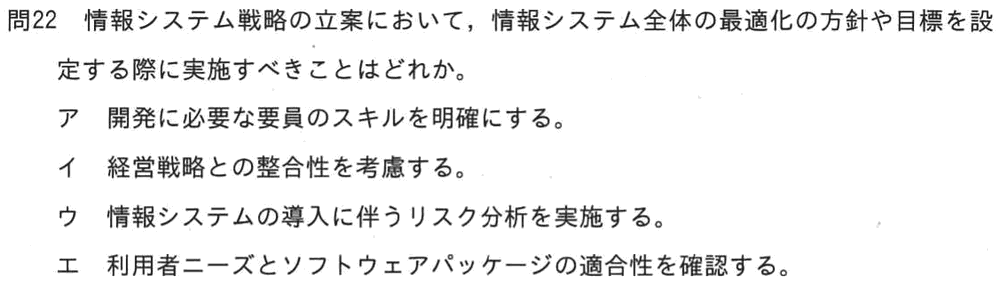 問22　情報システム戦略の立案において，情報システム全体の最適化の方針や目標を設
定する際に実施すべきことはどれか。
ア　開発に必要な要員のスキルを明確にする。
イ　経営戦略との整合性を考慮する。
ウ　情報システムの導入に伴うリスク分析を実施する。
エ　利用者ニーズとソフトウェアパッケージの適合性を確認する。